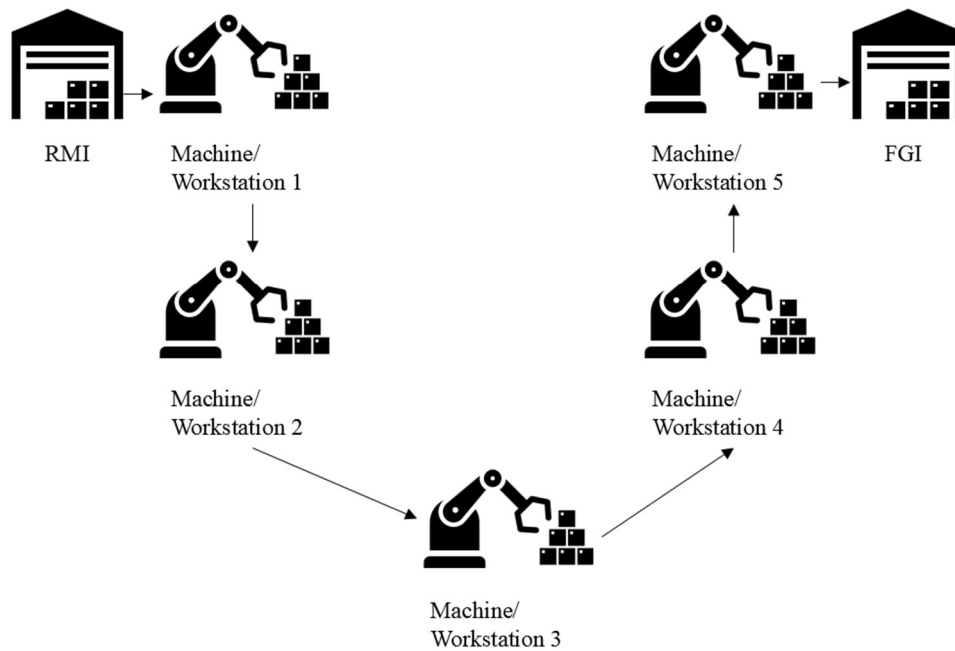 RMI
Machine/
Workstation 1
Machine/
Workstation 5
FGI
Machine/
Workstation 2
Machine/
Workstation 4
Machine/
Workstation 3